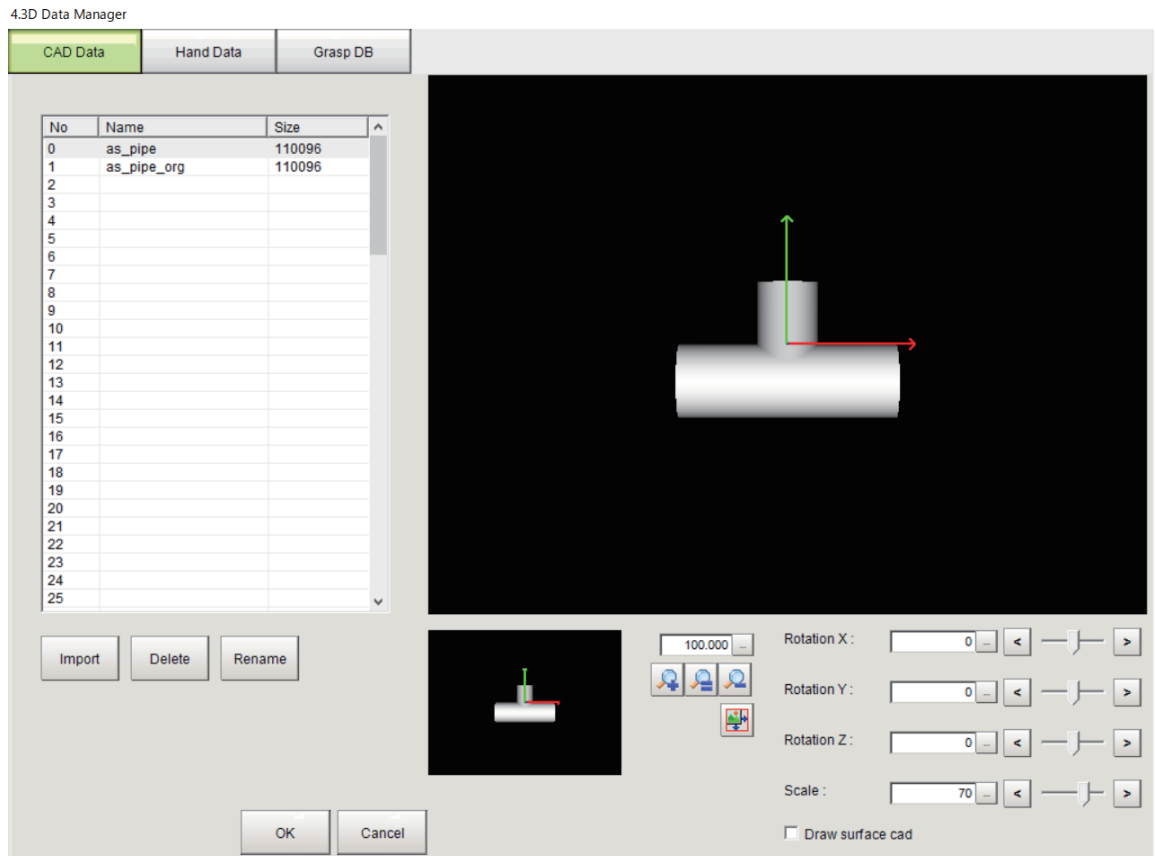 4.3D Data Manager
CAD Data Hand Data Grasp DB
No Name Size
0 as_pipe 110096
1 as_pipe_org 110096
2
3
4
5
6
7
8
9
10
11
12
13
14
15
16
17
18
19
20
21
22
23
24
25
Import Delete Rename
OK Cancel
100.000 ...
Rotation X : 0 ... < >
Rotation Y : 0 ... < >
Rotation Z : 0 ... < >
Scale : 70 ... < >
Draw surface cad